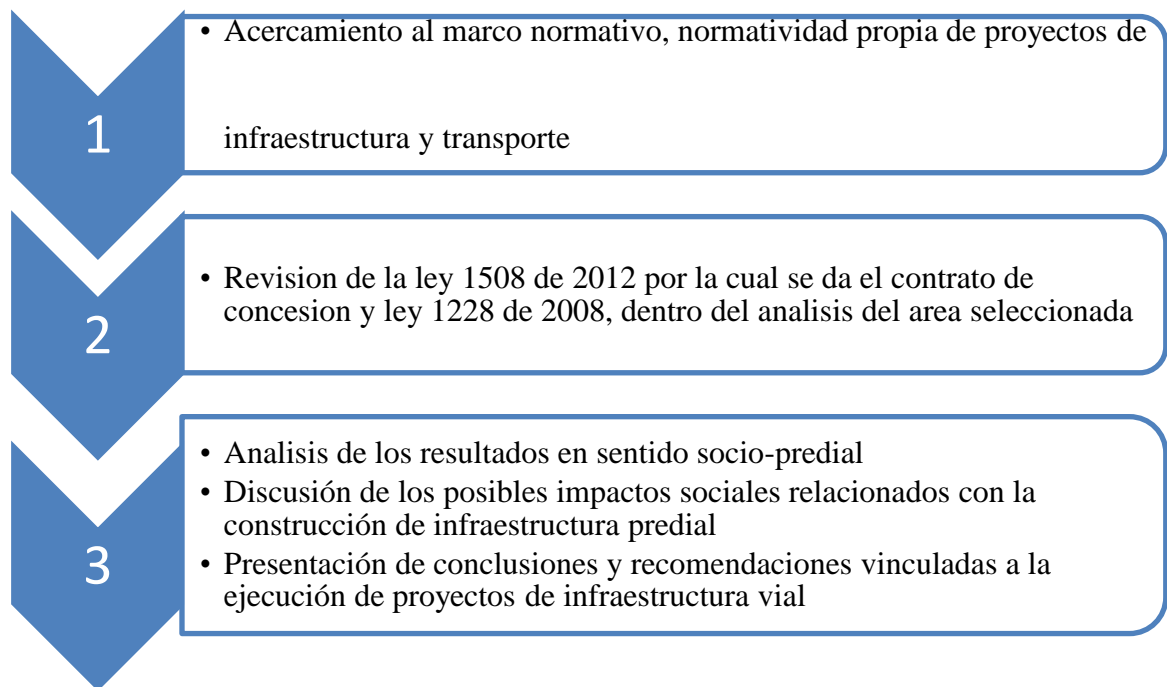 1
• Acercamiento al marco normativo, normatividad propia de proyectos de
infraestructura y transporte
2
• Revision de la ley 1508 de 2012 por la cual se da el contrato de
concesion y ley 1228 de 2008, dentro del analisis del area seleccionada
3
• Analisis de los resultados en sentido socio-predial
• Discusión de los posibles impactos sociales relacionados con la
construcción de infraestructura predial
• Presentación de conclusiones y recomendaciones vinculadas a la
ejecución de proyectos de infraestructura vial